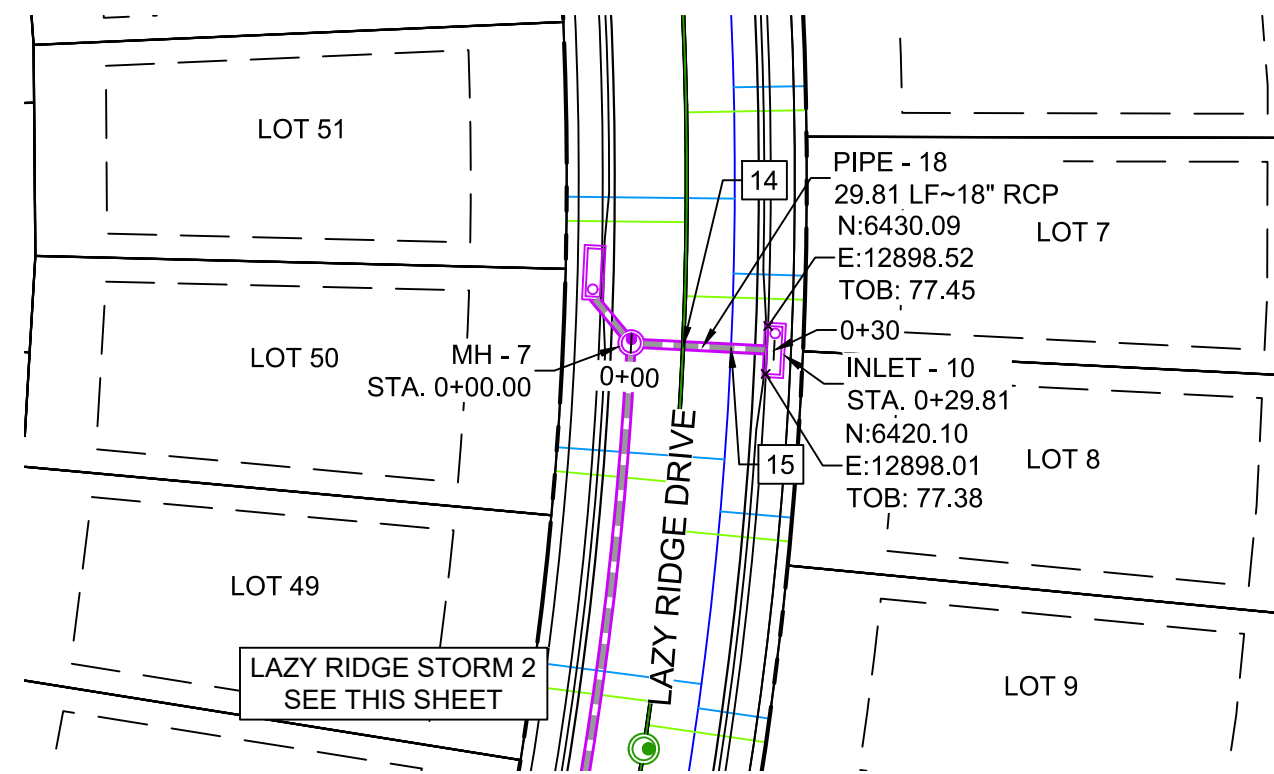 LOT 51
14
PIPE - 18
29.81 LF~18" RCP
N:6430.09
E:12898.52
TOB: 77.45
LOT 7
0+30
LOT 50
MH - 7
STA. 0+00.00
0+00
INLET - 10
STA. 0+29.81
N:6420.10
E:12898.01
TOB: 77.38
LOT 8
15
LAZY RIDGE DRIVE
LOT 49
LAZY RIDGE STORM 2
SEE THIS SHEET
LOT 9